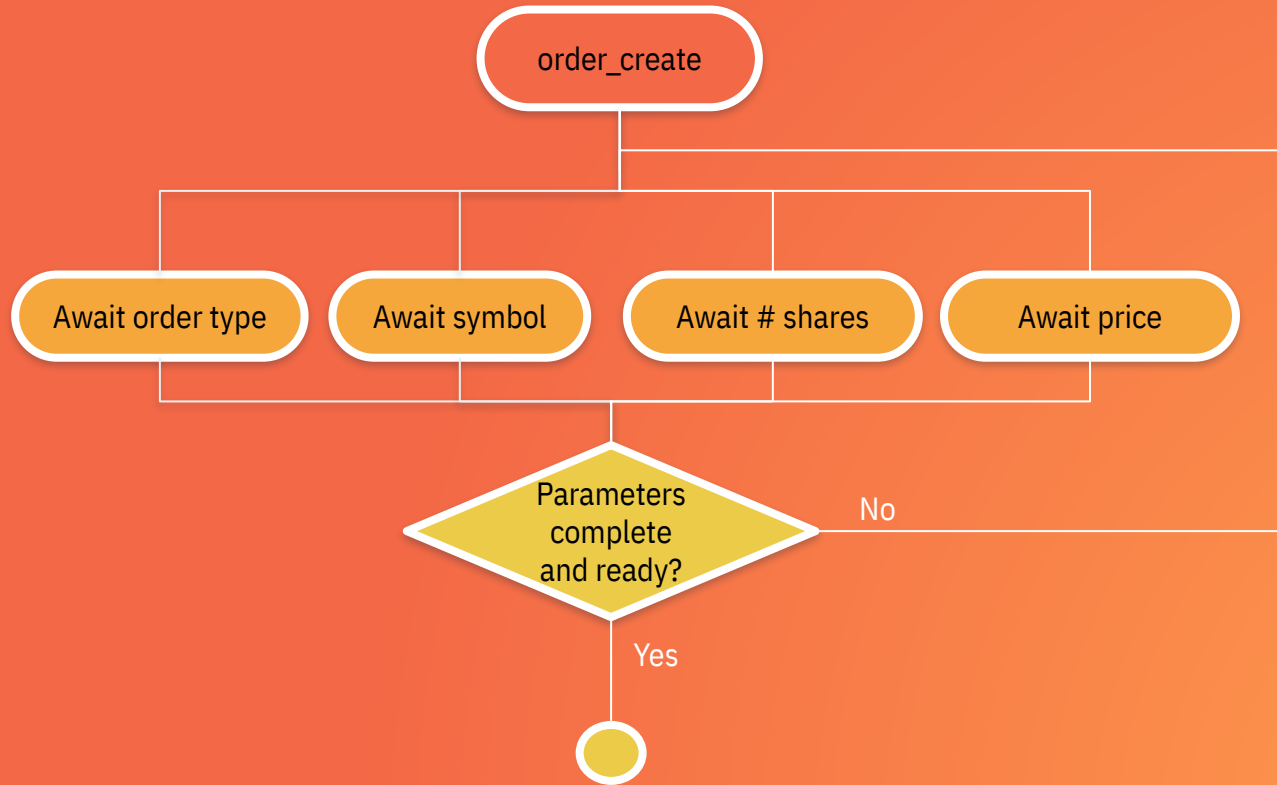 order_create
Await order type
Await symbol
Await # shares
Await price
Parameters
complete
and ready?
No
Yes